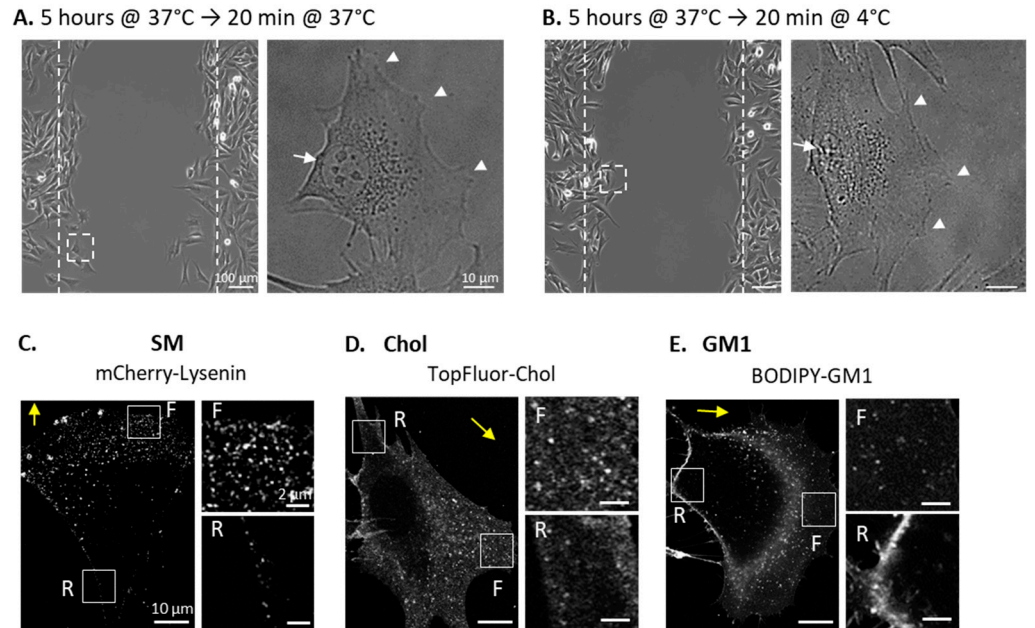 A. 5 hours @ 37°C → 20 min @ 37°C
B. 5 hours @ 37°C → 20 min @ 4°C
100 μm
10 μm
C. SM
mCherry-Lysenin
F
R
10 μm
F
2 μm
R
D. Chol
TopFluor-Chol
R
F
F
R
E. GM1
BODIPY-GM1
R
F
F
R